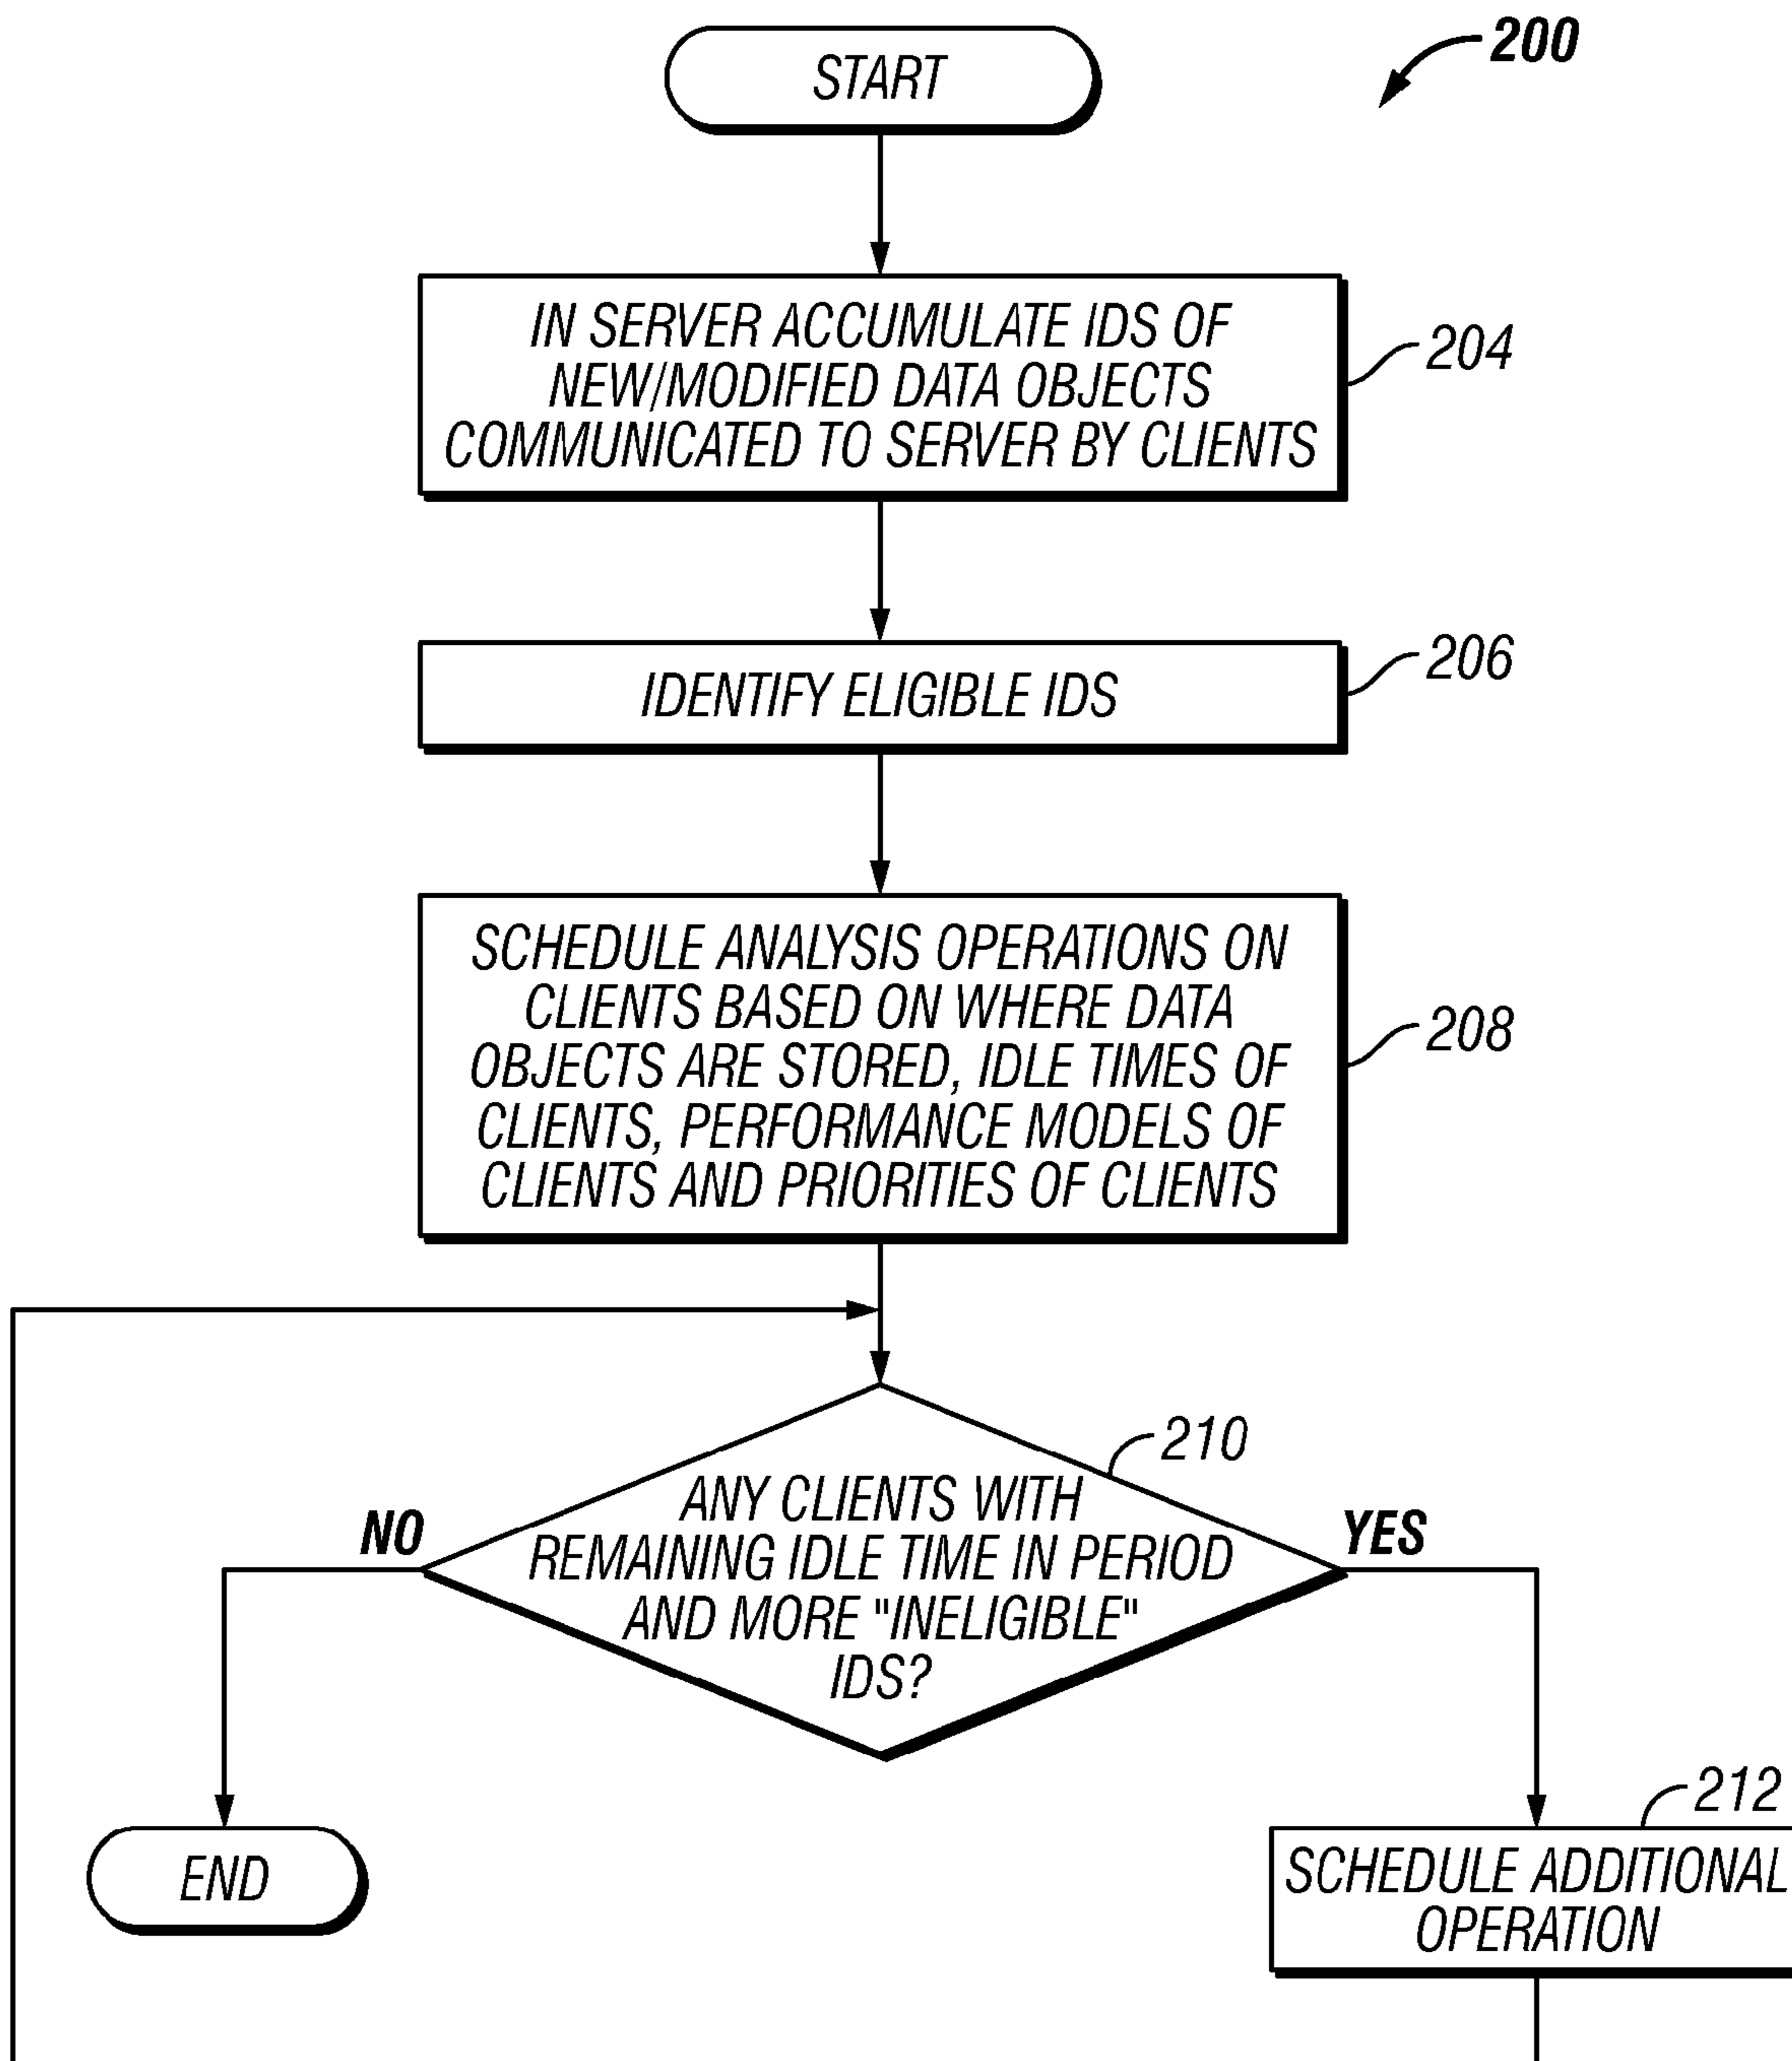 START
200
IN SERVER ACCUMULATE IDS OF
NEW/MODIFIED DATA OBJECTS
COMMUNICATED TO SERVER BY CLIENTS
204
IDENTIFY ELIGIBLE IDS
206
SCHEDULE ANALYSIS OPERATIONS ON
CLIENTS BASED ON WHERE DATA
OBJECTS ARE STORED, IDLE TIMES OF
CLIENTS, PERFORMANCE MODELS OF
CLIENTS AND PRIORITIES OF CLIENTS
208
210
ANY CLIENTS WITH
REMAINING IDLE TIME IN PERIOD
AND MORE "INELIGIBLE"
IDS?
NO
YES
END
212
SCHEDULE ADDITIONAL
OPERATION